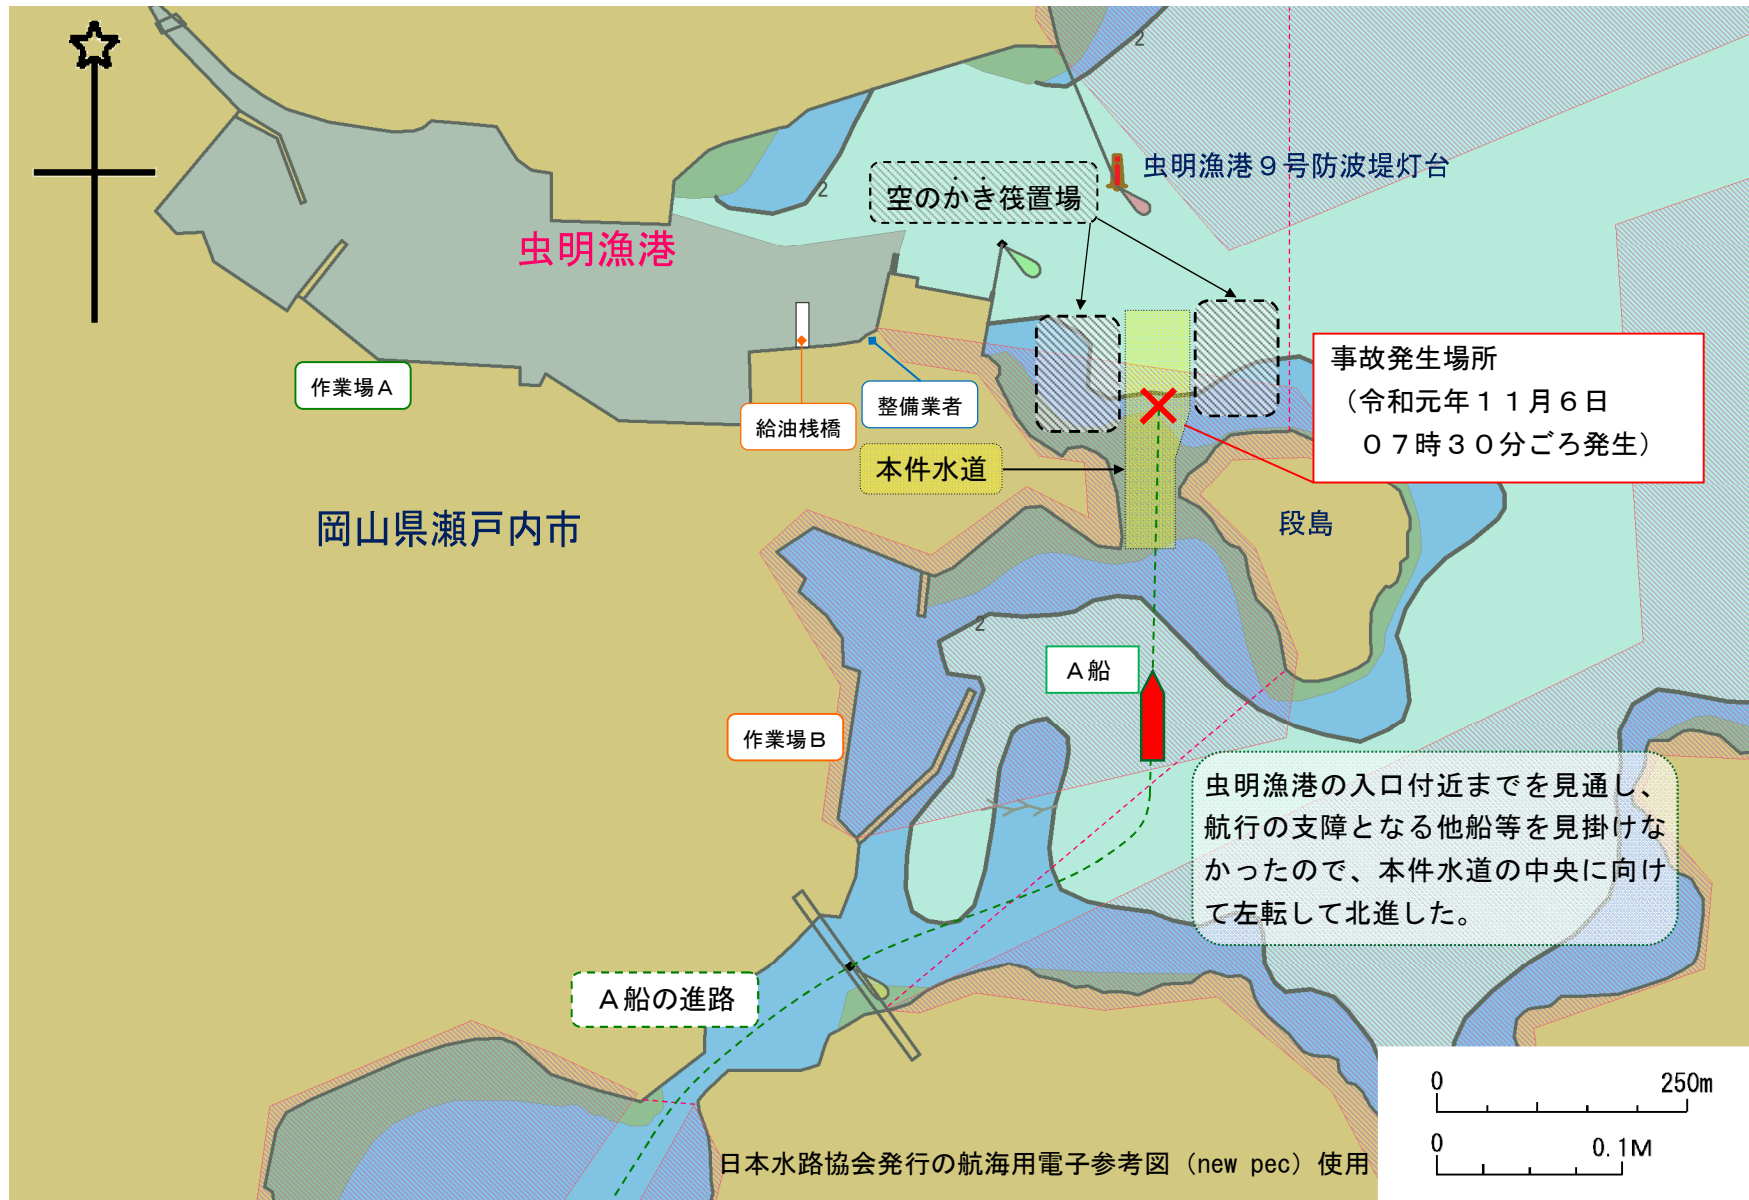 2
虫明漁港９号防波堤灯台
空のかき筏置場
2
虫明漁港
事故発生場所
（令和元年１１月６日
０７時３０分ごろ発生）
作業場Ａ
整備業者
給油桟橋
本件水道
岡山県瀬戸内市
段島
2
Ａ船
作業場Ｂ
虫明漁港の入口付近までを見通し、
航行の支障となる他船等を見掛けな
かったので、本件水道の中央に向け
て左転して北進した。
Ａ船の進路
0 250m
0 0.1M
日本水路協会発行の航海用電子参考図（new pec）使用